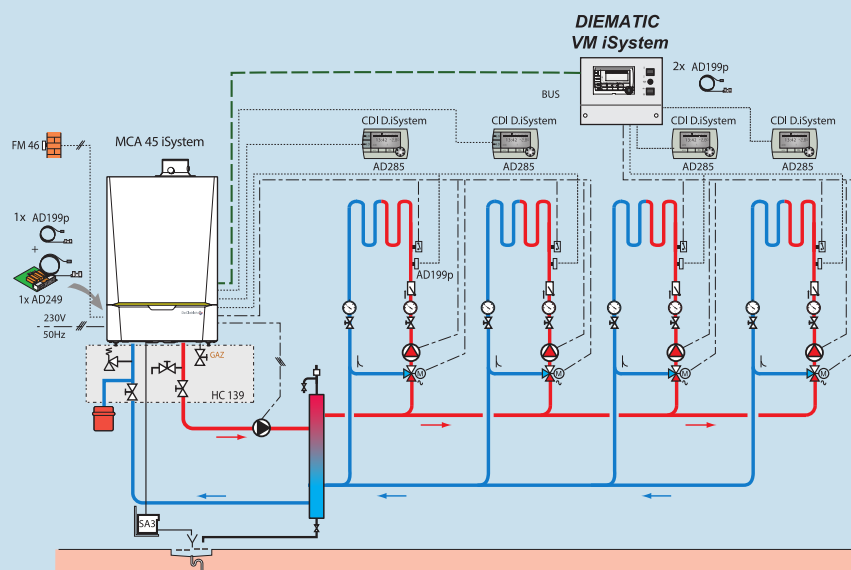 DIEMATIC
VM iSystem
2x AD199p
BUS
CDI D.iSystem
CDI D.iSystem
CDI D.iSystem
CDI D.iSystem
AD285
AD285
AD285
AD285
FM 46
MCA 45 iSystem
1x AD199p
+
1x AD249
230V
50Hz
AD199p
GAZ
HC 139
M
M
M
M
SA3